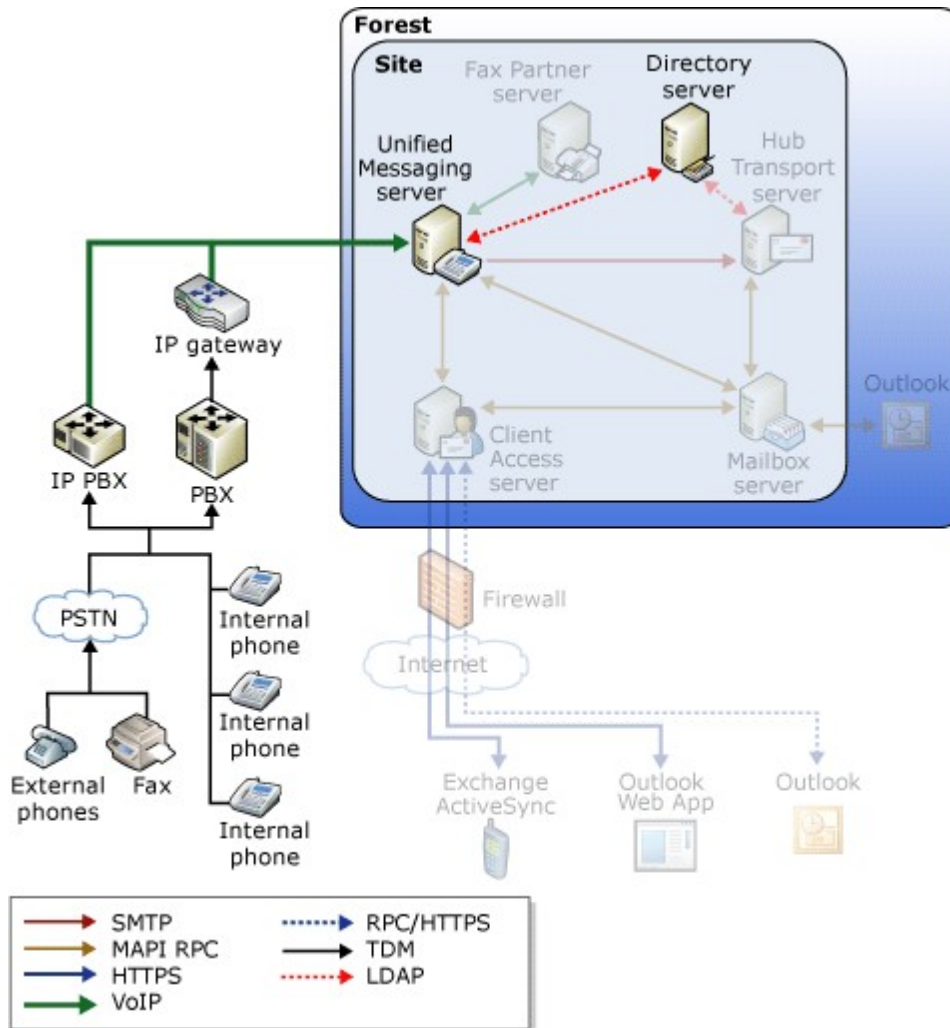 Forest
Site
Fax Partner
server
Directory
server
Unified
Messaging
server
Hub
Transport
server
IP gateway
IP PBX
PBX
Client
Access
server
Mailbox
server
Outlook
PSTN
Internal
phone
Internal
phone
Internal
phone
External
phones
Fax
Firewall
Internet
Exchange
ActiveSync
Outlook
Web App
Outlook
SMTP
MAPI RPC
HTTPS
VoIP
RPC/HTTPS
TDM
LDAP